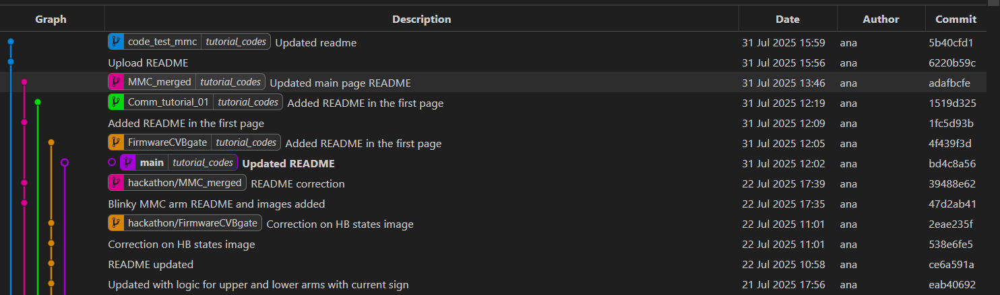 Graph Description Date Author Commit
code_test_mmc tutorial_codes Updated readme 31 Jul 2025 15:59 ana 5b40cfd1
Upload README 31 Jul 2025 15:56 ana 6220b59c
MMC_merged tutorial_codes Updated main page README 31 Jul 2025 13:46 ana adafbcfe
Comm_tutorial_01 tutorial_codes Added README in the first page 31 Jul 2025 12:19 ana 1519d325
Added README in the first page 31 Jul 2025 12:09 ana 1fc5d93b
FirmwareCVBgate tutorial_codes Added README in the first page 31 Jul 2025 12:05 ana 4f439f3d
main tutorial_codes Updated README 31 Jul 2025 12:02 ana bd4c8a56
hackathon/MMC_merged README correction 22 Jul 2025 17:39 ana 39488e62
Blinky MMC arm README and images added 22 Jul 2025 17:35 ana 47d2ab41
hackathon/FirmwareCVBgate Correction on HB states image 22 Jul 2025 11:01 ana 2eae235f
Correction on HB states image 22 Jul 2025 11:01 ana 538e6fe5
README updated 22 Jul 2025 10:58 ana ce6a591a
Updated with logic for upper and lower arms with current sign 21 Jul 2025 17:56 ana eab40692